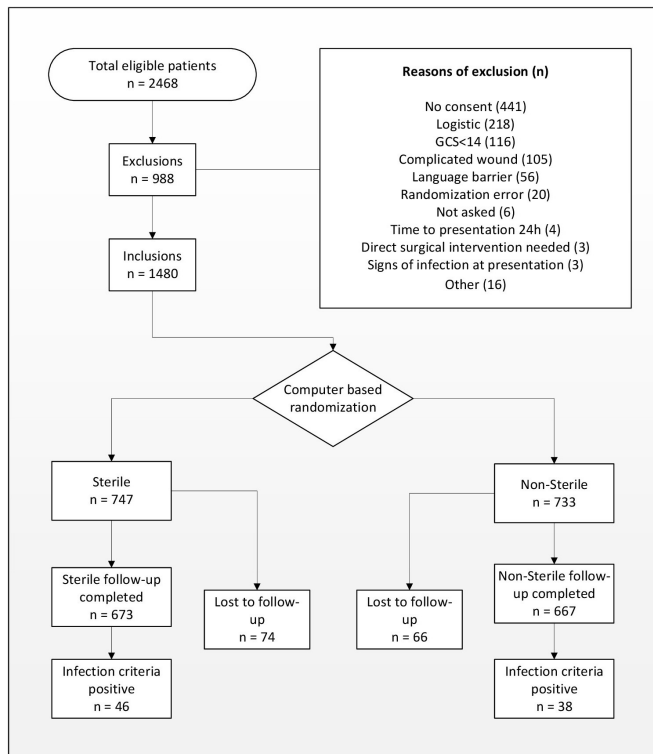 Total eligible patients
n = 2468
Reasons of exclusion (n)
No consent (441)
Logistic (218)
GCS<14 (116)
Complicated wound (105)
Language barrier (56)
Randomization error (20)
Not asked (6)
Time to presentation 24h (4)
Direct surgical intervention needed (3)
Signs of infection at presentation (3)
Other (16)
Exclusions
n = 988
Inclusions
n = 1480
Computer based
randomization
Sterile
n = 747
Non-Sterile
n = 733
Sterile follow-up
completed
n = 673
Lost to follow-
up
n = 74
Lost to follow-
up
n = 66
Non-Sterile follow-
up completed
n = 667
Infection criteria
positive
n = 46
Infection criteria
positive
n = 38